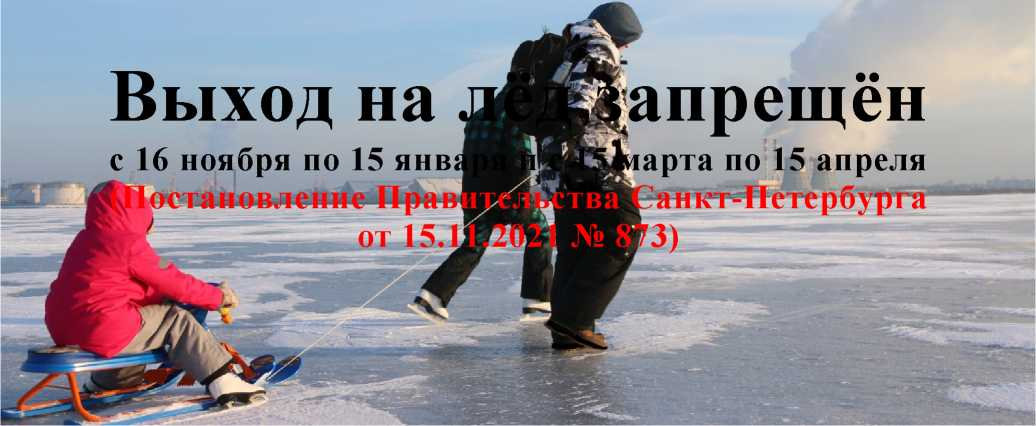 Выход на лёд запрещён
с 16 ноября по 15 января и с 15 марта по 15 апреля
(Постановление Правительства Санкт-Петербурга
от 15.11.2021 № 873)